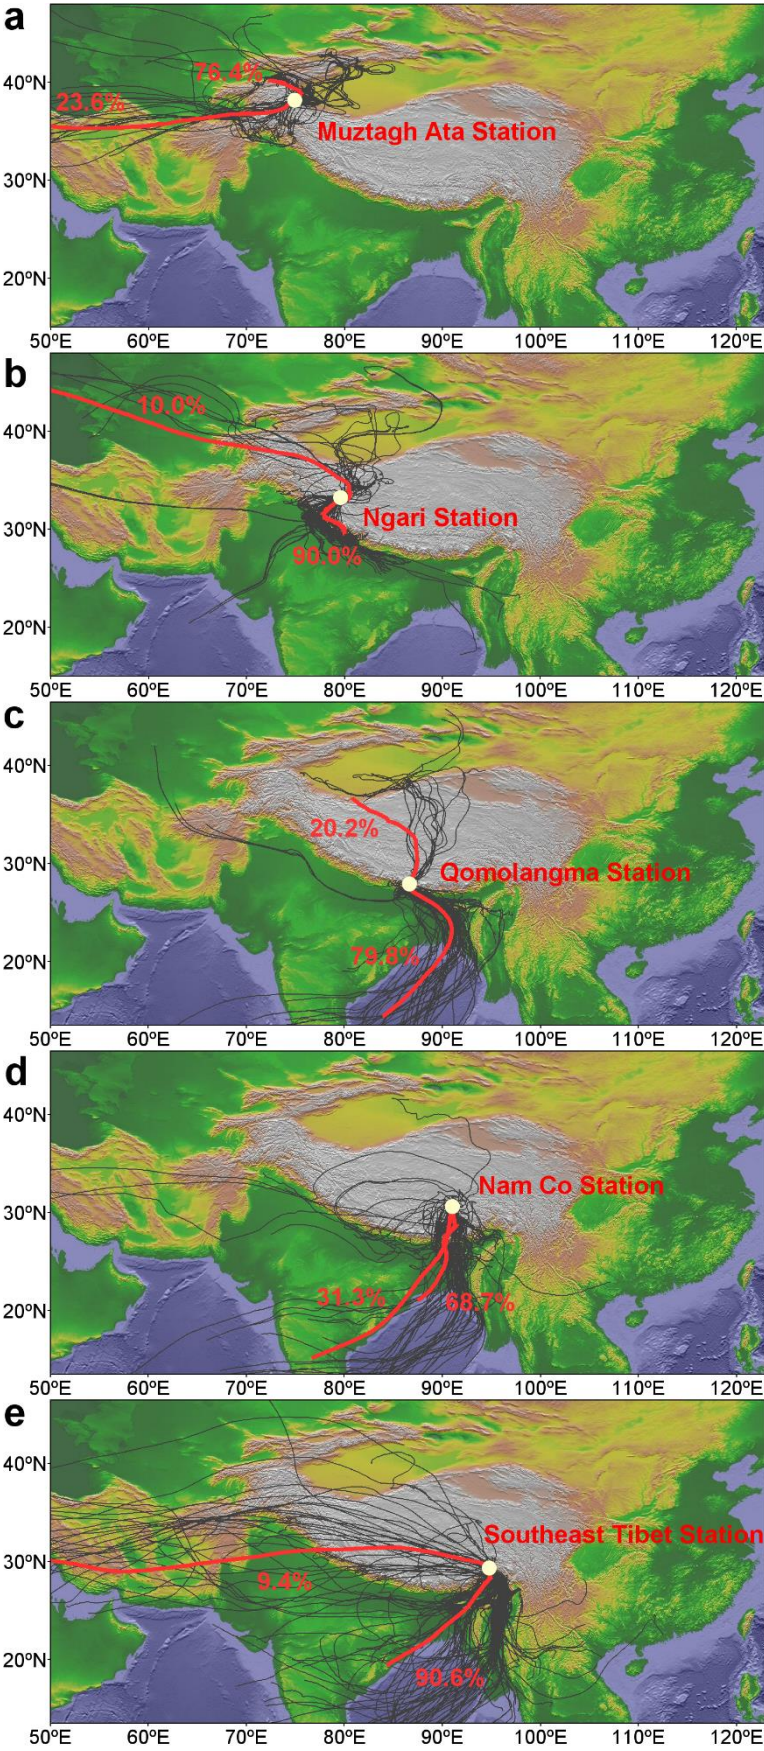 a
40ºN
76.4%
23.6%
Muztagh Ata Station
30ºN
20ºN
50ºE 60ºE 70ºE 80ºE 90ºE 100ºE 110ºE 120ºE
b
10.0%
40ºN
Ngari Station
30ºN
90.0%
20ºN
50ºE 60ºE 70ºE 80ºE 90ºE 100ºE 110ºE 120ºE
c
40ºN
20.2%
30ºN
Qomolangma Station
79.8%
20ºN
50ºE 60ºE 70ºE 80ºE 90ºE 100ºE 110ºE 120ºE
d
40ºN
Nam Co Station
30ºN
31.3% 68.7%
20ºN
50ºE 60ºE 70ºE 80ºE 90ºE 100ºE 110ºE 120ºE
e
40ºN
Southeast Tibet Station
30ºN
9.4%
20ºN
90.6%
50ºE 60ºE 70ºE 80ºE 90ºE 100ºE 110ºE 120ºE